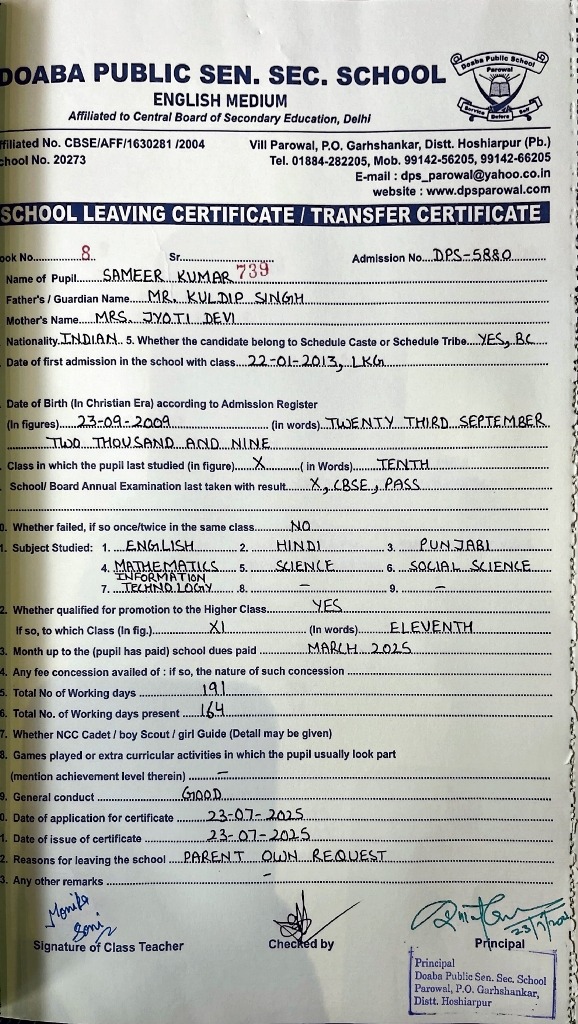 DOABA PUBLIC SEN. SEC. SCHOOL
Doaba Public School
Parowal
Service Before Self
ENGLISH MEDIUM
Affiliated to Central Board of Secondary Education, Delhi
ffiliated No. CBSE/AFF/1630281 /2004
Vill Parowal, P.O. Garhshankar, Distt. Hoshiarpur (Pb.)
chool No. 20273
Tel. 01884-282205, Mob. 99142-56205, 99142-66205
E-mail : dps_parowal@yahoo.co.in
website : www.dpsparowal.com
SCHOOL LEAVING CERTIFICATE / TRANSFER CERTIFICATE
ook No. 8 Sr. 739 Admission No. DPS-5880
Name of Pupil SAMEER KUMAR
Father's / Guardian Name MR. KULDIP SINGH
Mother's Name MRS. JYOTI DEVI
Nationality INDIAN 5. Whether the candidate belong to Schedule Caste or Schedule Tribe YES, BC
Date of first admission in the school with class 22-01-2013, LKG
Date of Birth (In Christian Era) according to Admission Register
(In figures) 23-09-2009 (in words) TWENTY THIRD SEPTEMBER
TWO THOUSAND AND NINE
Class in which the pupil last studied (in figure) X ( in Words) TENTH
School/ Board Annual Examination last taken with result X, CBSE, PASS
0. Whether failed, if so once/twice in the same class NO
1. Subject Studied: 1. ENGLISH 2. HINDI 3. PUNJABI
4. MATHEMATICS 5. SCIENCE 6. SOCIAL SCIENCE
7. INFORMATION TECHNOLOGY 8. – 9. –
2. Whether qualified for promotion to the Higher Class YES
If so, to which Class (In fig.) XI (In words) ELEVENTH
3. Month up to the (pupil has paid) school dues paid MARCH 2025
4. Any fee concession availed of : if so, the nature of such concession
5. Total No of Working days 191
6. Total No. of Working days present 164
7. Whether NCC Cadet / boy Scout / girl Guide (Detail may be given)
8. Games played or extra curricular activities in which the pupil usually look part
(mention achievement level therein) –
9. General conduct GOOD
0. Date of application for certificate 23-07-2025
1. Date of issue of certificate 23-07-2025
2. Reasons for leaving the school PARENT OWN REQUEST
3. Any other remarks –
Monika Soni
Signature of Class Teacher
Checked by
Principal
Principal
Doaba Public Sen. Sec. School
Parowal, P.O. Garhshankar,
Distt. Hoshiarpur